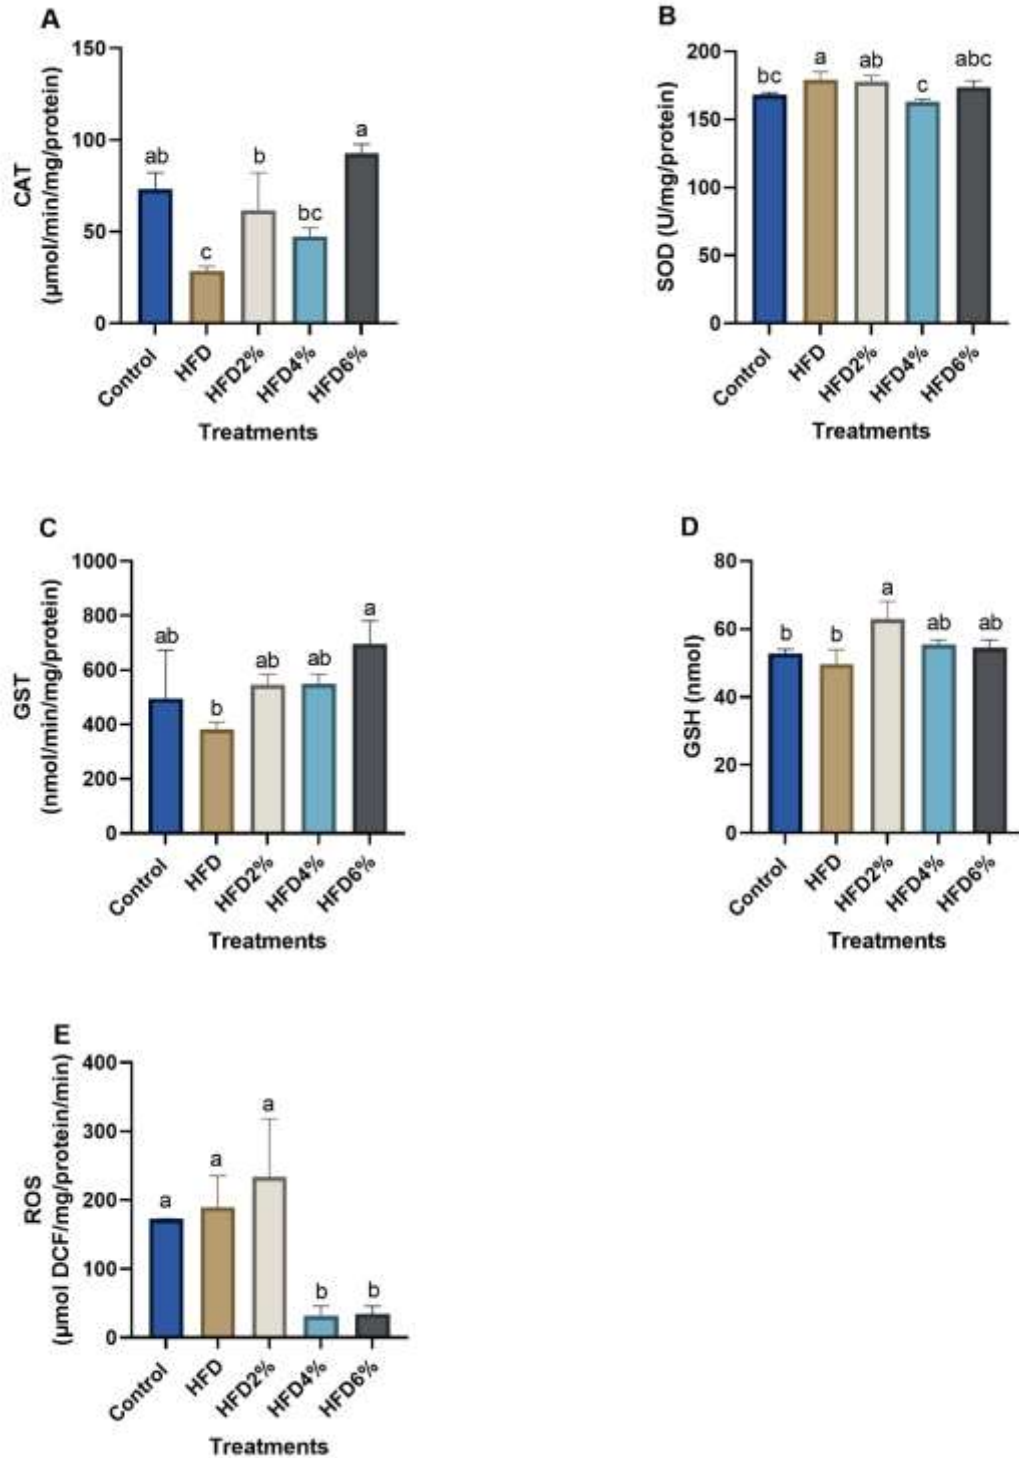 A
CAT
(μmol/min/mg/protein)
150
100
50
0
ab
c
b
bc
a
Control
HFD
HFD2%
HFD4%
HFD6%
Treatments
B
SOD (U/mg/protein)
200
150
100
50
0
bc
a
ab
c
abc
Control
HFD
HFD2%
HFD4%
HFD6%
Treatments
C
GST
(nmol/min/mg/protein)
1000
800
600
400
200
0
ab
b
ab
ab
a
Control
HFD
HFD2%
HFD4%
HFD6%
Treatments
D
GSH (nmol)
80
60
40
20
0
b
b
a
ab
ab
Control
HFD
HFD2%
HFD4%
HFD6%
Treatments
E
ROS
(μmol DCF/mg/protein/min)
400
300
200
100
0
a
a
a
b
b
Control
HFD
HFD2%
HFD4%
HFD6%
Treatments